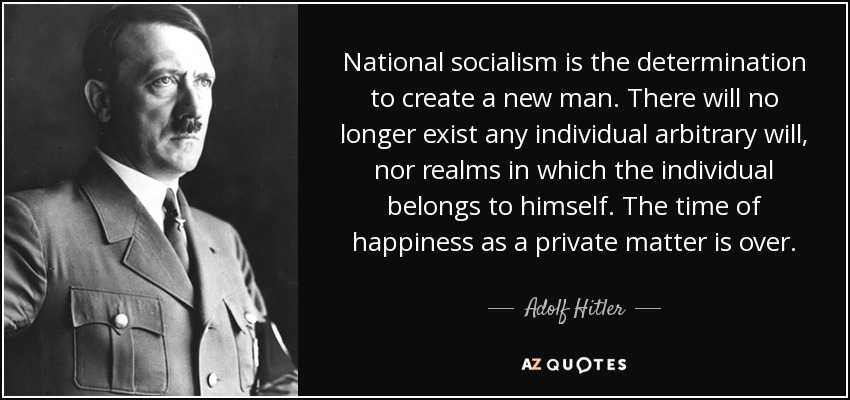 National socialism is the determination
to create a new man. There will no
longer exist any individual arbitrary will,
nor realms in which the individual
belongs to himself. The time of
happiness as a private matter is over.
Adolf Hitler
AZ QUOTES